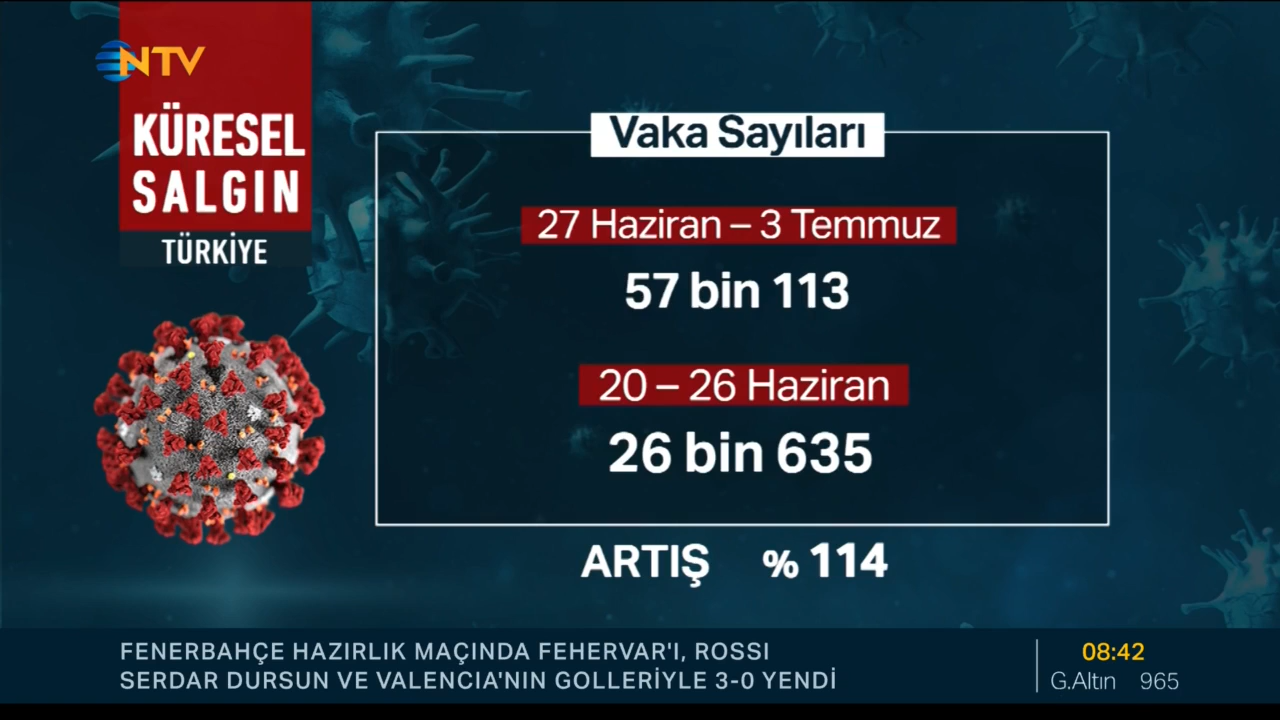 NTV
KÜRESEL
SALGIN
TÜRKİYE
Vaka Sayıları
27 Haziran – 3 Temmuz
57 bin 113
20 – 26 Haziran
26 bin 635
ARTIŞ % 114
FENERBAHÇE HAZIRLIK MAÇINDA FEHERVAR'I, ROSSI
SERDAR DURSUN VE VALENCIA'NIN GOLLERİYLE 3-0 YENDİ
08:42
G.Altın 965